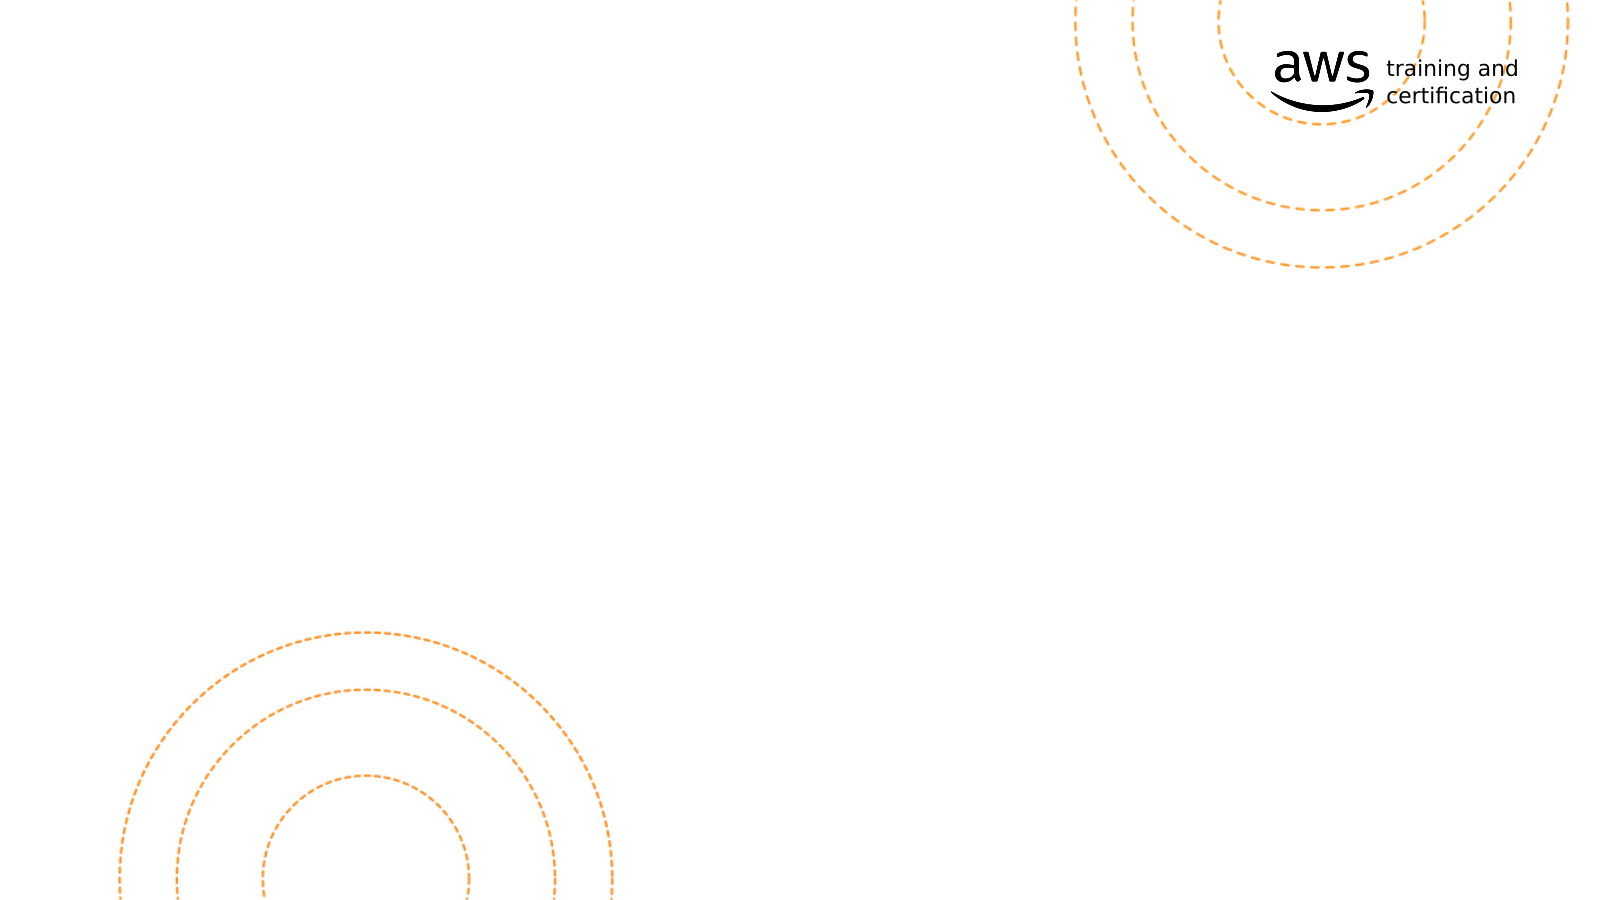 aws
training and
certification